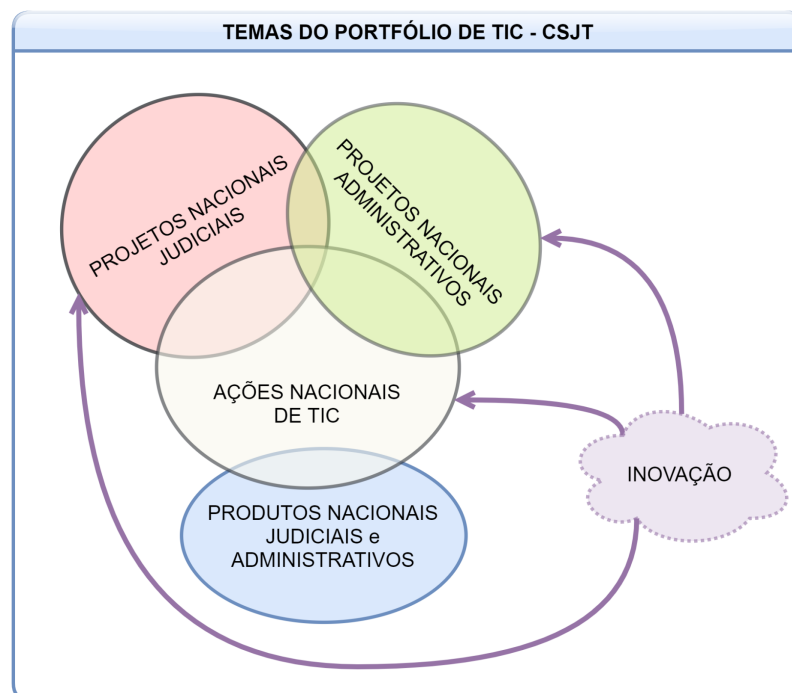 TEMAS DO PORTFÓLIO DE TIC - CSJT
PROJETOS NACIONAIS
JUDICIAIS
PROJETOS NACIONAIS
ADMINISTRATIVOS
AÇÕES NACIONAIS
DE TIC
INOVAÇÃO
PRODUTOS NACIONAIS
JUDICIAIS e
ADMINISTRATIVOS